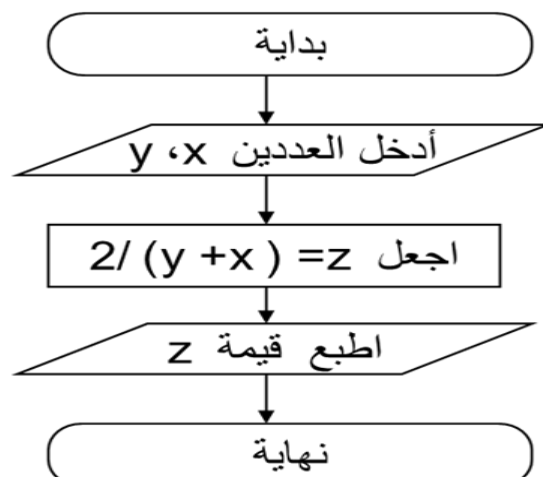 بداية
أدخل العددين x، y
اجعل z= ( x+ y) /2
اطبع قيمة z
نهاية